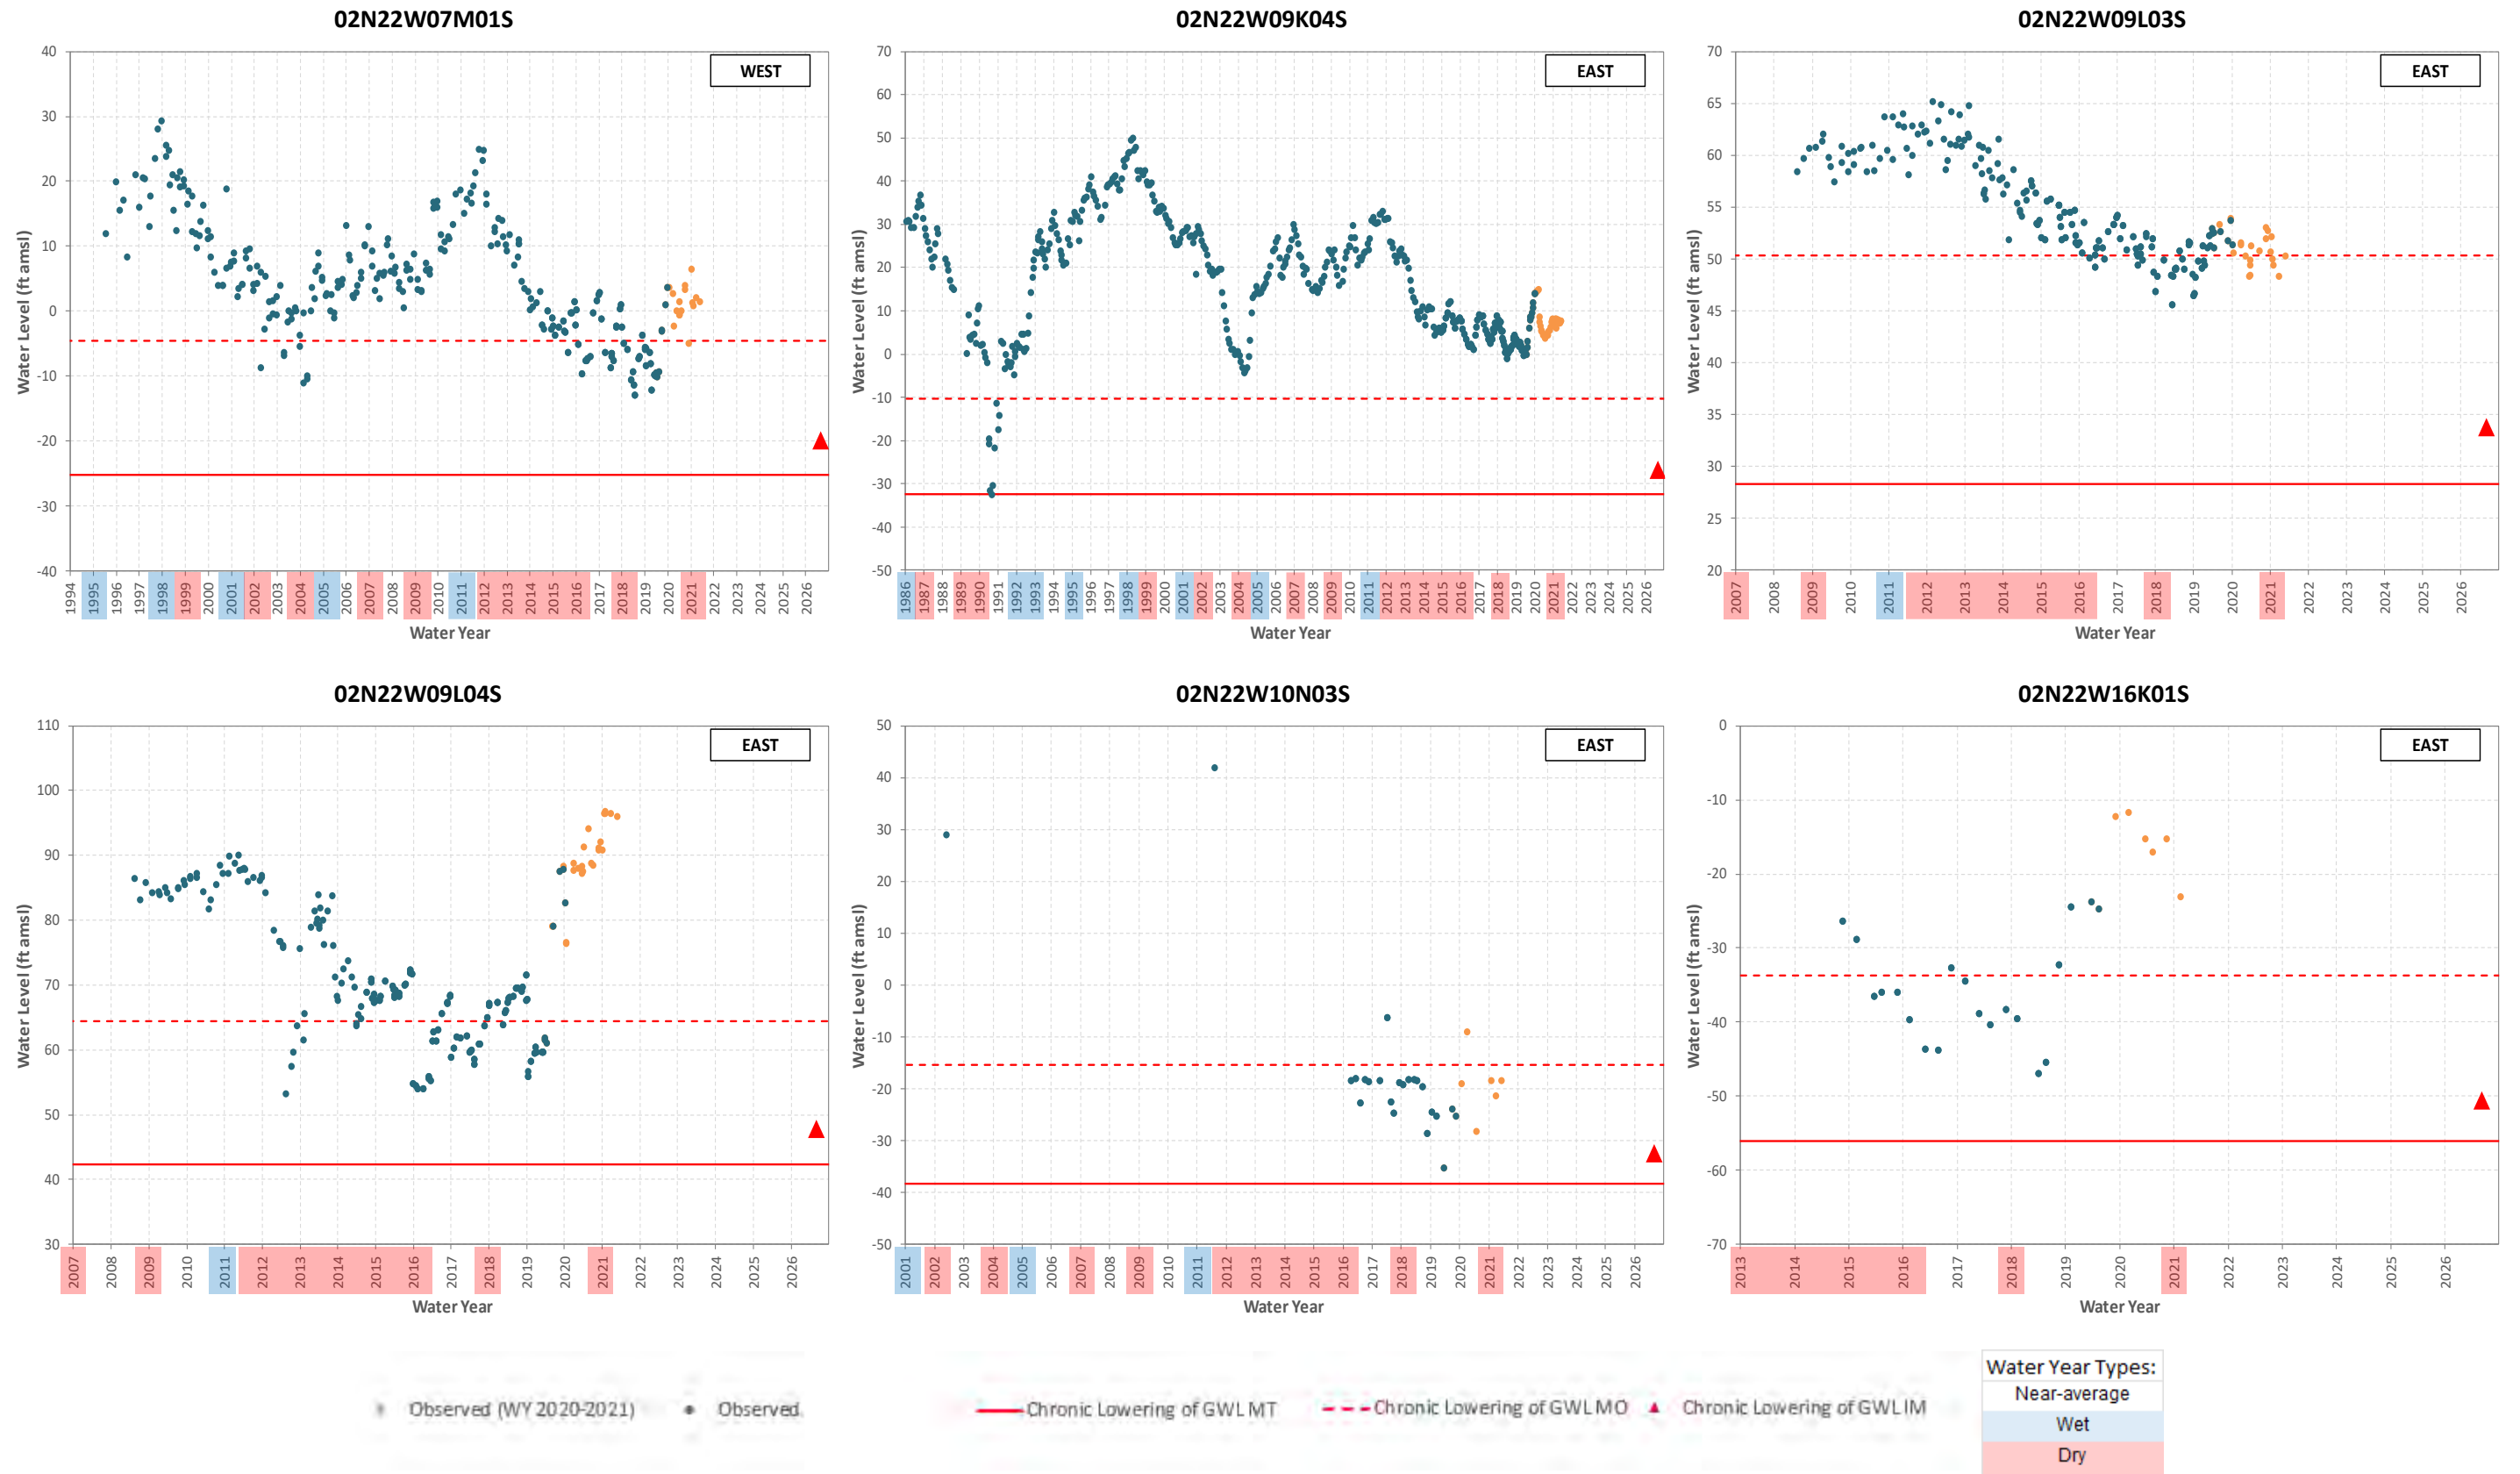 02N22W07M01S
WEST
Water Level (ft amsl)
40
30
20
10
0
-10
-20
-30
-40
1994 1995 1996 1997 1998 1999 2000 2001 2002 2003 2004 2005 2006 2007 2008 2009 2010 2011 2012 2013 2014 2015 2016 2017 2018 2019 2020 2021 2022 2023 2024 2025 2026
Water Year
02N22W09K04S
EAST
Water Level (ft amsl)
70
60
50
40
30
20
10
0
-10
-20
-30
-40
-50
1986 1987 1988 1989 1990 1991 1992 1993 1994 1995 1996 1997 1998 1999 2000 2001 2002 2003 2004 2005 2006 2007 2008 2009 2010 2011 2012 2013 2014 2015 2016 2017 2018 2019 2020 2021 2022 2023 2024 2025 2026
Water Year
02N22W09L03S
EAST
Water Level (ft amsl)
70
65
60
55
50
45
40
35
30
25
20
2007 2008 2009 2010 2011 2012 2013 2014 2015 2016 2017 2018 2019 2020 2021 2022 2023 2024 2025 2026
Water Year
02N22W09L04S
EAST
Water Level (ft amsl)
110
100
90
80
70
60
50
40
30
2007 2008 2009 2010 2011 2012 2013 2014 2015 2016 2017 2018 2019 2020 2021 2022 2023 2024 2025 2026
Water Year
02N22W10N03S
EAST
Water Level (ft amsl)
50
40
30
20
10
0
-10
-20
-30
-40
-50
2001 2002 2003 2004 2005 2006 2007 2008 2009 2010 2011 2012 2013 2014 2015 2016 2017 2018 2019 2020 2021 2022 2023 2024 2025 2026
Water Year
02N22W16K01S
EAST
Water Level (ft amsl)
0
-10
-20
-30
-40
-50
-60
-70
2013 2014 2015 2016 2017 2018 2019 2020 2021 2022 2023 2024 2025 2026
Water Year
Observed (WY 2020-2021) Observed Chronic Lowering of GWL MT Chronic Lowering of GWL MO Chronic Lowering of GWL IM
Water Year Types:
Near-average
Wet
Dry